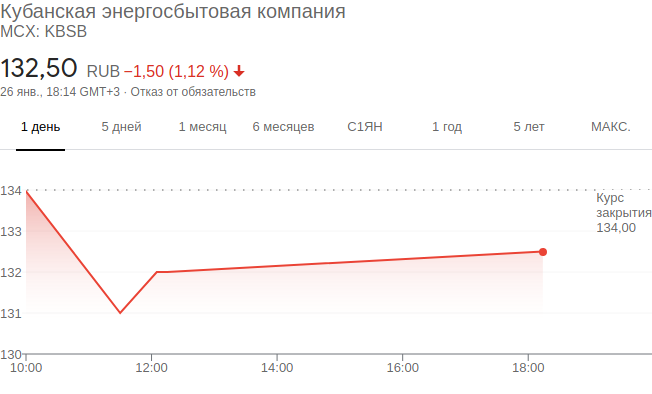 Кубанская энергосбытовая компания
MCX: KBSB
132,50 RUB −1,50 (1,12 %)
26 янв., 18:14 GMT+3 · Отказ от обязательств
1 день 5 дней 1 месяц 6 месяцев С1ЯН 1 год 5 лет МАКС.
134
Курс
закрытия
134,00
133
132
131
130
10:00 12:00 14:00 16:00 18:00